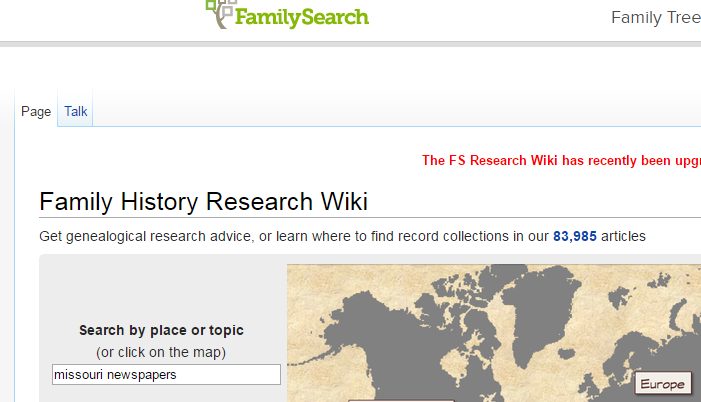 FamilySearch
Family Tree
Page
Talk
The FS Research Wiki has recently been upgr
Family History Research Wiki
Get genealogical research advice, or learn where to find record collections in our 83,985 articles
Search by place or topic
(or click on the map)
missouri newspapers
Europe